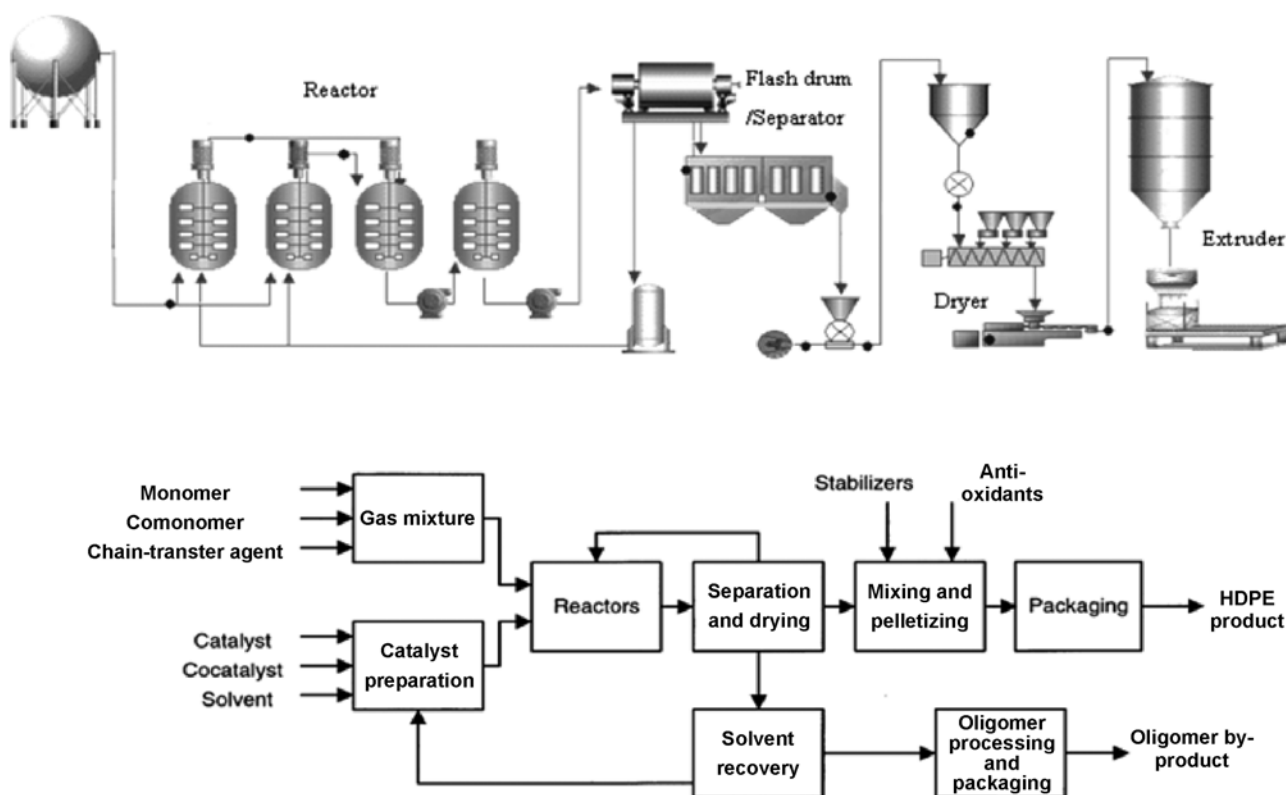 Reactor
Flash drum
/Separator
Dryer
Extruder
Monomer
Comonomer
Chain-transter agent
Gas mixture
Catalyst
Cocatalyst
Solvent
Catalyst
preparation
Reactors
Separation
and drying
Stabilizers
Anti-
oxidants
Mixing and
pelletizing
Packaging
HDPE
product
Solvent
recovery
Oligomer
processing
and
packaging
Oligomer by-
product